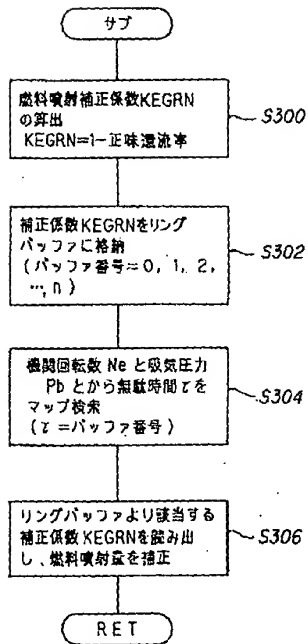 サブ
燃料噴射補正係数KEGRN
の算出
KEGRN=1-正味還流率
S300
補正係数KEGRNをリング
バッファに格納
(バッファ番号=0, 1, 2,
…, n)
S302
機関回転数 Ne と吸気圧力
Pb とから無駄時間τを
マップ検索
(τ=バッファ番号)
S304
リングバッファより該当する
補正係数KEGRNを読み出
し、燃料噴射量を補正
S306
RET